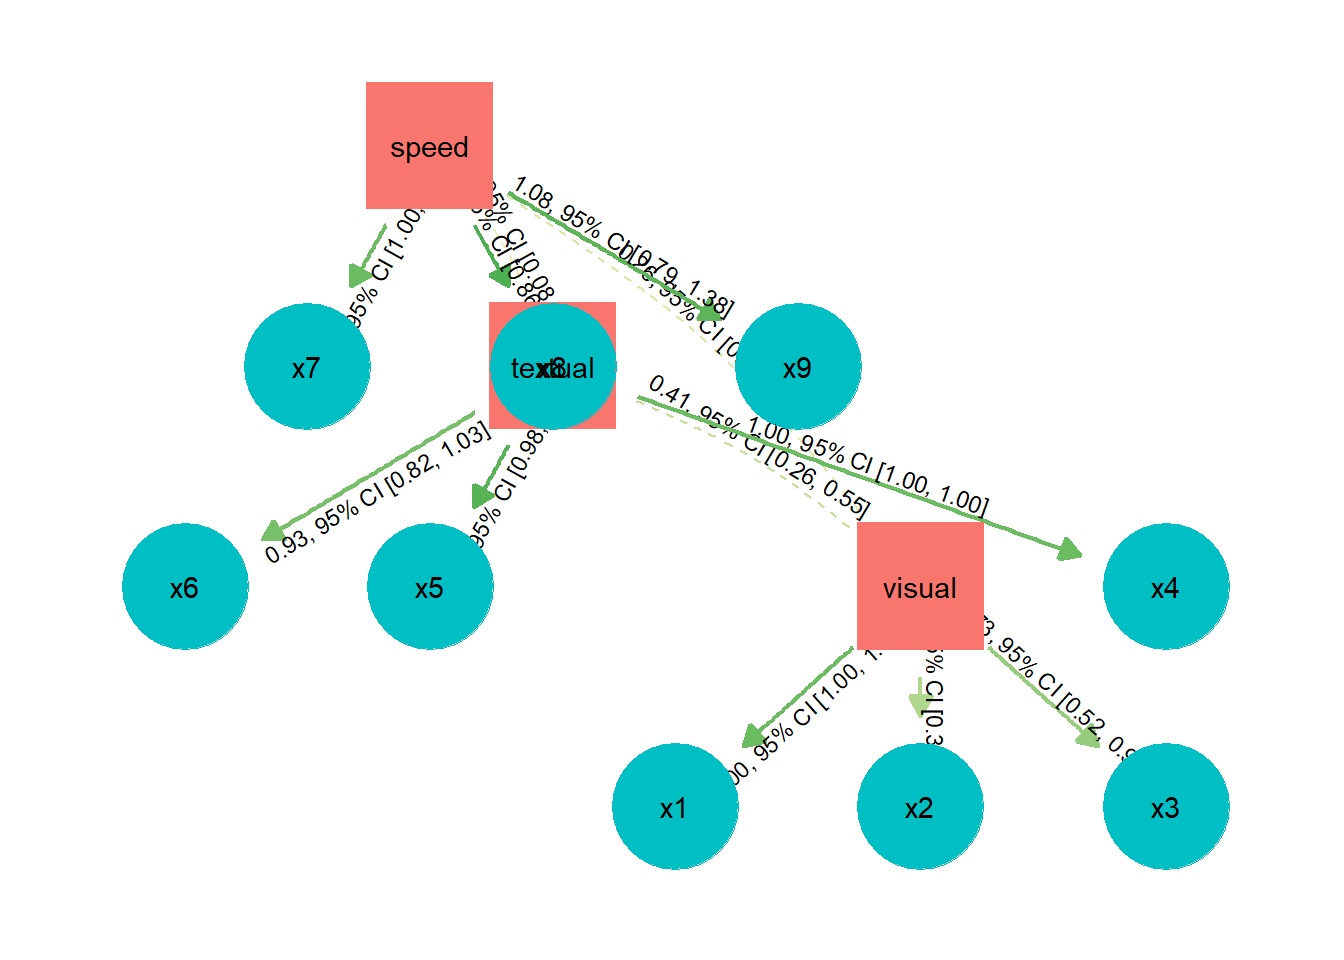 speed
95% CI [1.00,
95% CI [0.08
% CI [0.86
1.08, 95% CI [0.79, 1.38]
0.26, 95% CI [0.
x7
textual
x8
x9
0.41, 95% CI [0.26, 0.55]
1.00, 95% CI [1.00, 1.00]
0.93, 95% CI [0.82, 1.03]
95% CI [0.98,
x6
x5
visual
x4
00, 95% CI [1.00, 1.
% CI [0.3
3, 95% CI [0.52, 0.9
x1
x2
x3